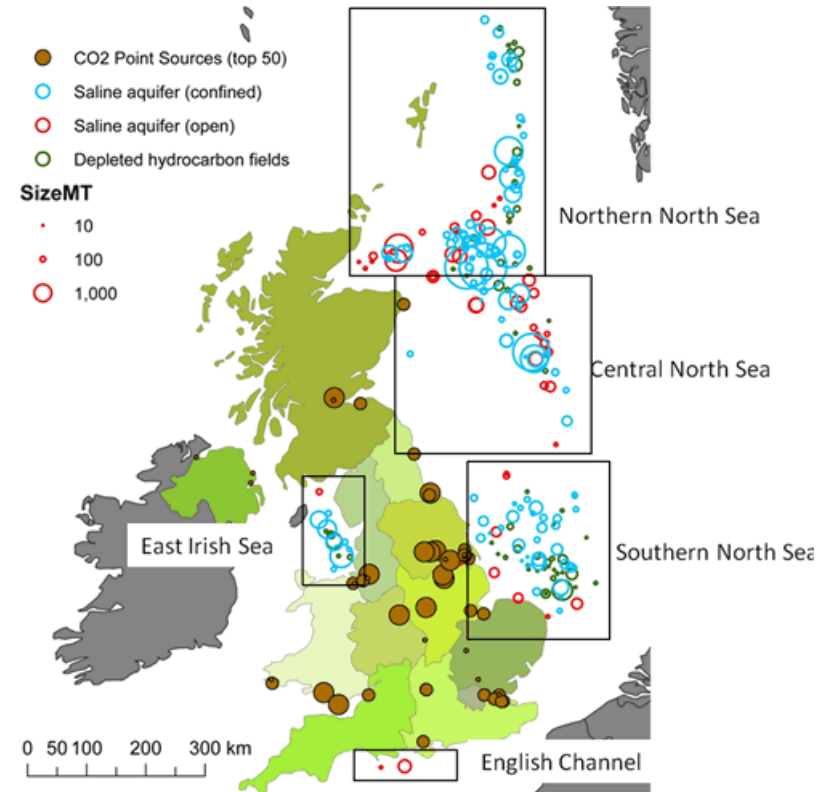 CO2 Point Sources (top 50)
Saline aquifer (confined)
Saline aquifer (open)
Depleted hydrocarbon fields
SizeMT
10
100
1,000
Northern North Sea
Central North Sea
East Irish Sea
Southern North Sea
0 50 100 200 300 km
English Channel